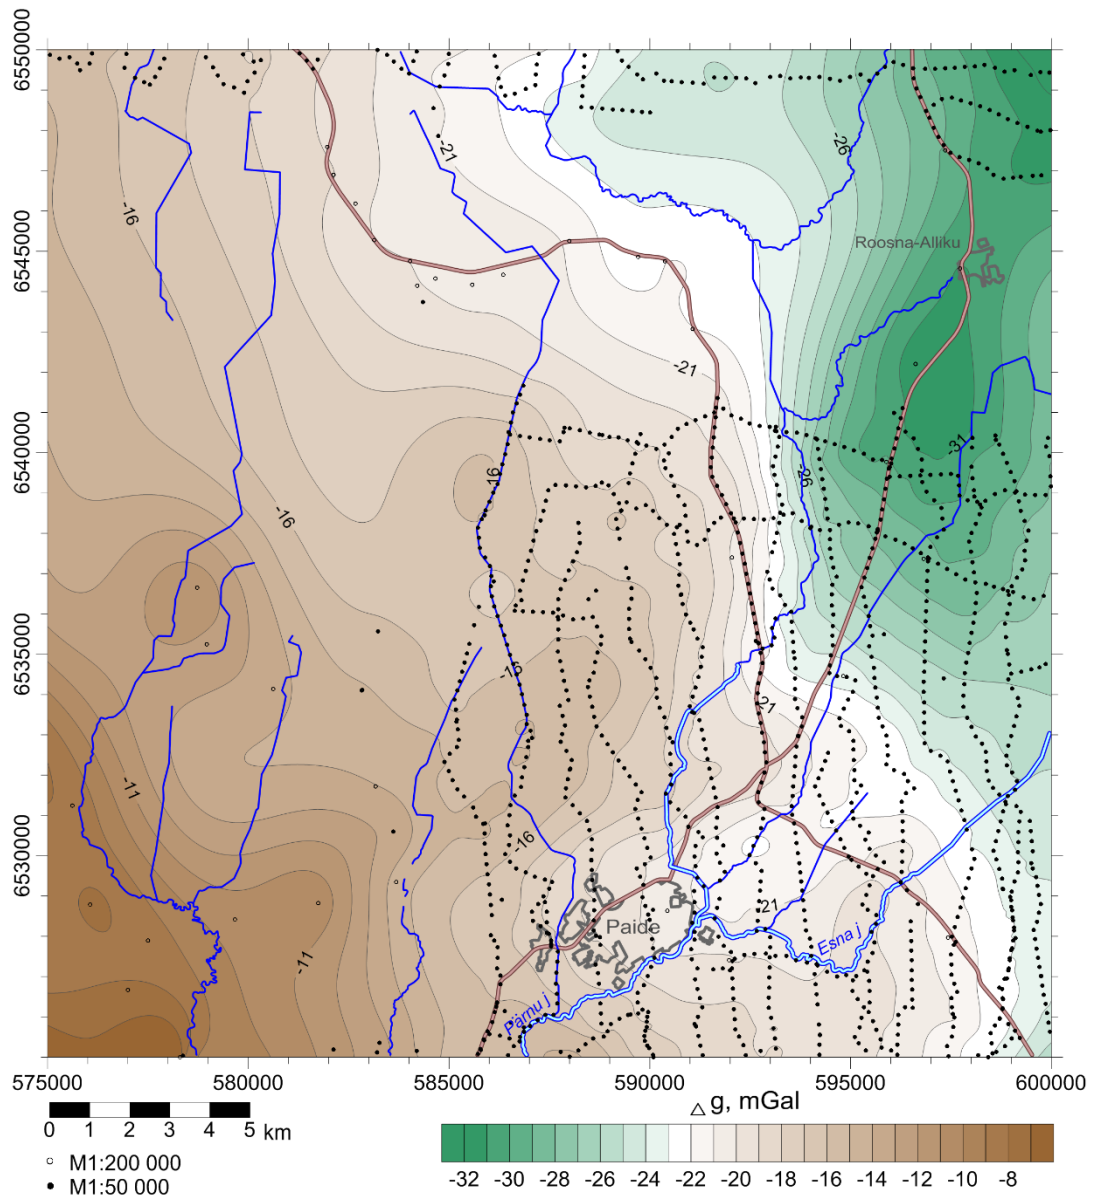 6550000
6545000
6540000
6535000
6530000
-21
-26
-16
Roosna-Alliku
-21
-31
-16
-26
-16
-21
-11
-16
-21
Paide
Esna j
-11
Pärnu j
575000 580000 585000 590000 595000 600000
△ g, mGal
0 1 2 3 4 5 km
M1:200 000
M1:50 000
-32 -30 -28 -26 -24 -22 -20 -18 -16 -14 -12 -10 -8